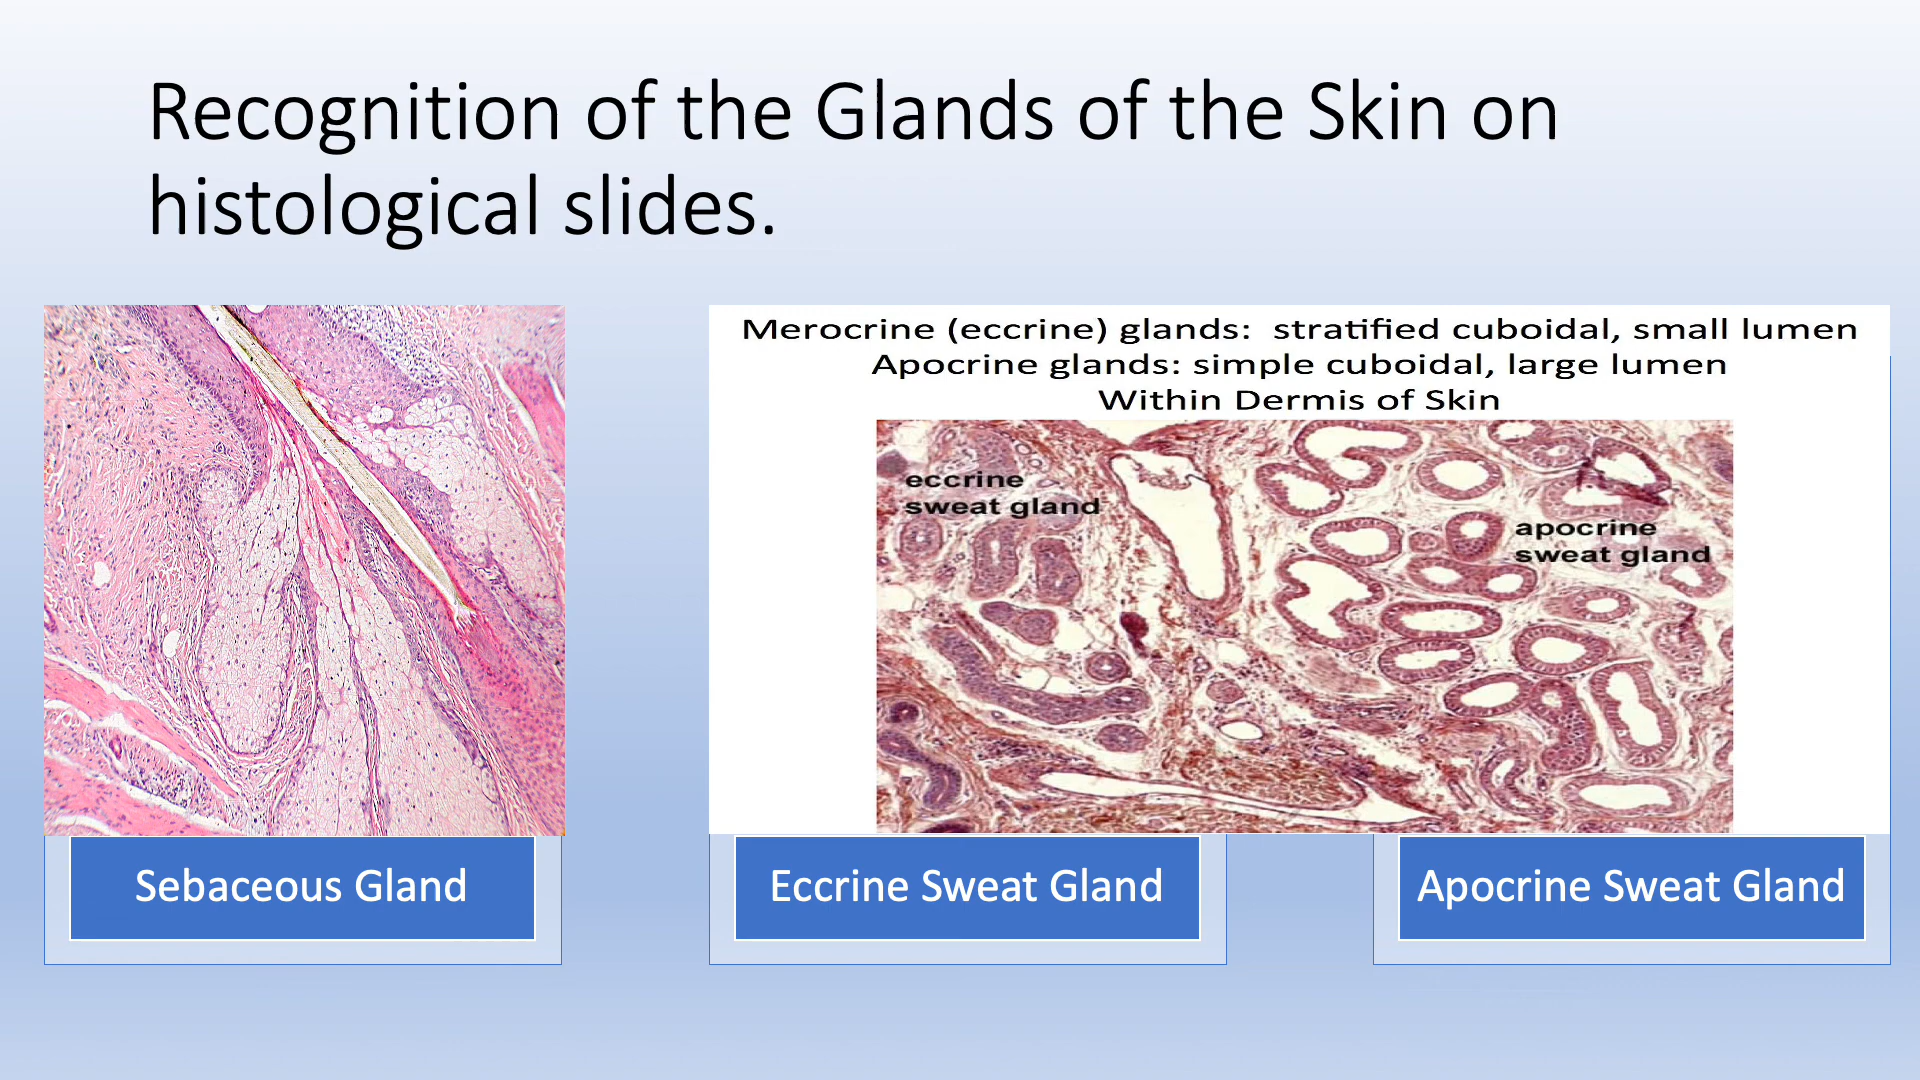 Recognition of the Glands of the Skin on
histological slides.
Merocrine (eccrine) glands: stratified cuboidal, small lumen
Apocrine glands: simple cuboidal, large lumen
Within Dermis of Skin
eccrine
sweat gland
apocrine
sweat gland
Sebaceous Gland
Eccrine Sweat Gland
Apocrine Sweat Gland